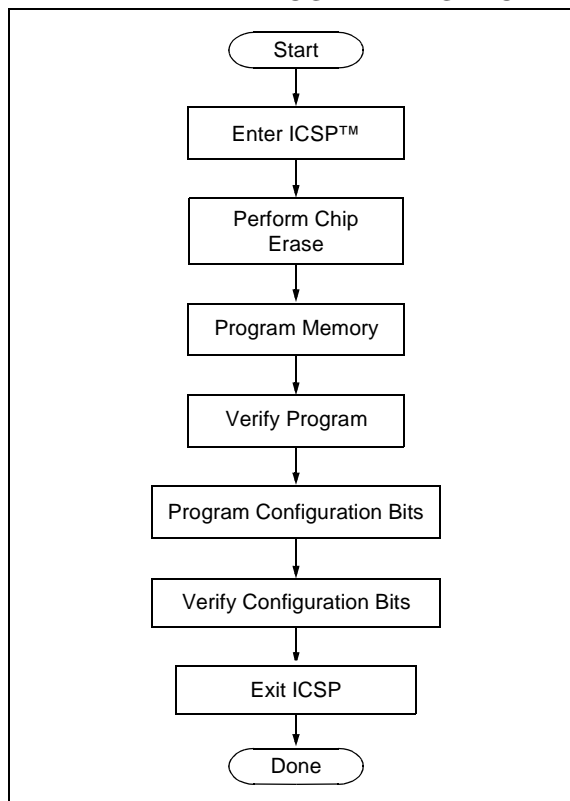 Start
Enter ICSP™
Perform Chip
Erase
Program Memory
Verify Program
Program Configuration Bits
Verify Configuration Bits
Exit ICSP
Done